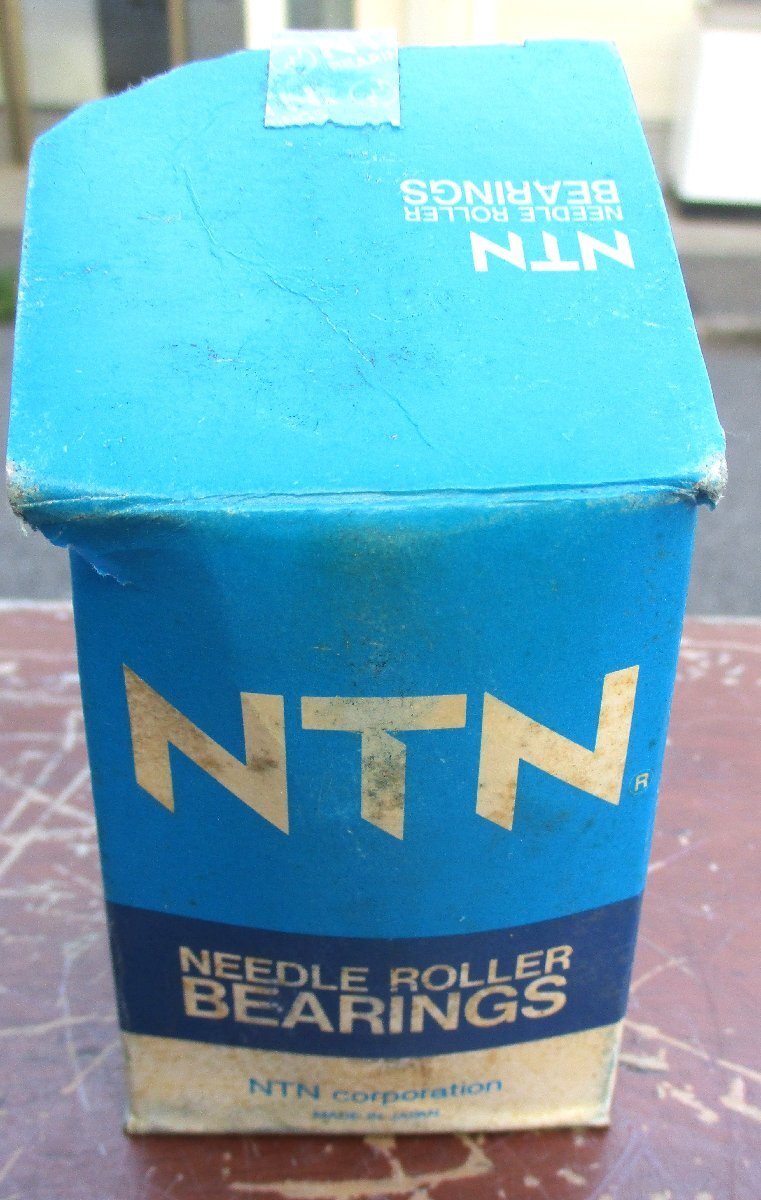 NTN
NEEDLE ROLLER
BEARINGS
NTN®
NEEDLE ROLLER
BEARINGS
NTN corporation
MADE IN JAPAN